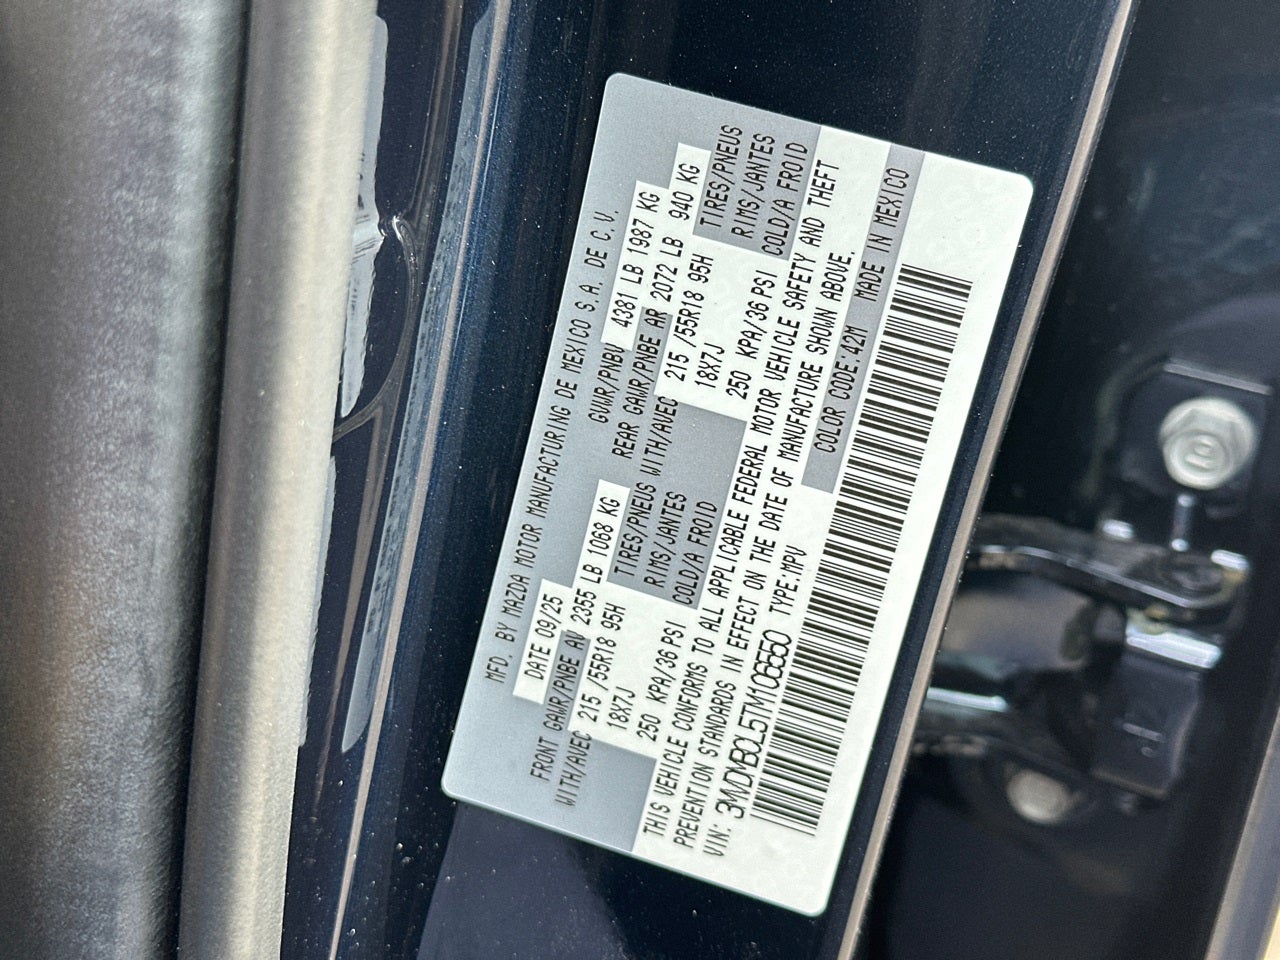 MFD. BY MAZDA MOTOR MANUFACTURING DE MEXICO S.A. DE C.V.
DATE 09/25 GVWR/PNBV 4381 LB 1987 KG
FRONT GAWR/PNBE AV 2355 LB 1068 KG REAR GAWR/PNBE AR 2072 LB 940 KG
WITH/AVEC 215 /55R18 95H TIRES/PNEUS WITH/AVEC 215 /55R18 95H TIRES/PNEUS
18X7J RIMS/JANTES 18X7J RIMS/JANTES
250 KPA/36 PSI COLD/A FROID 250 KPA/36 PSI COLD/A FROID
THIS VEHICLE CONFORMS TO ALL APPLICABLE FEDERAL MOTOR VEHICLE SAFETY AND THEFT
PREVENTION STANDARDS IN EFFECT ON THE DATE OF MANUFACTURE SHOWN ABOVE.
VIN: 3MVDMBCL5TM106550 TYPE:MPV COLOR CODE:42M MADE IN MEXICO